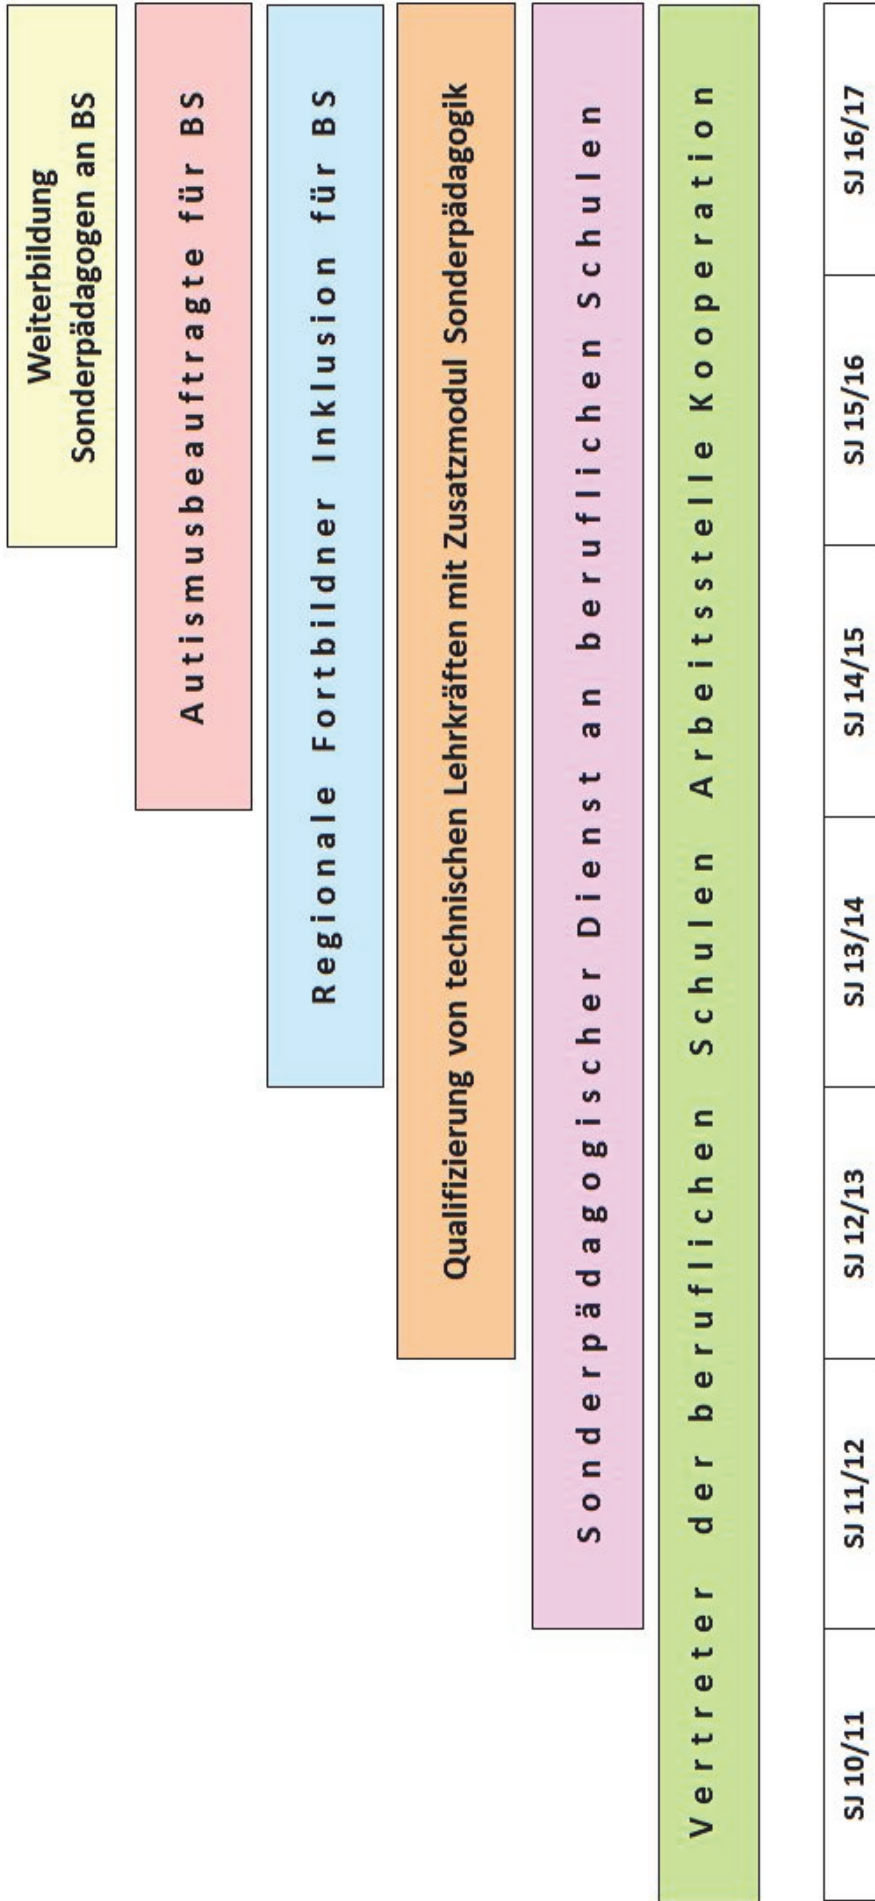 Weiterbildung
Sonderpädagogen an BS
Autismusbeauftragte für BS
Regionale Fortbildner Inklusion für BS
Qualifizierung von technischen Lehrkräften mit Zusatzmodul Sonderpädagogik
Sonderpädagogischer Dienst an beruflichen Schulen
Vertreter der beruflichen Schulen Arbeitsstelle Kooperation
SJ 10/11 SJ 11/12 SJ 12/13 SJ 13/14 SJ 14/15 SJ 15/16 SJ 16/17